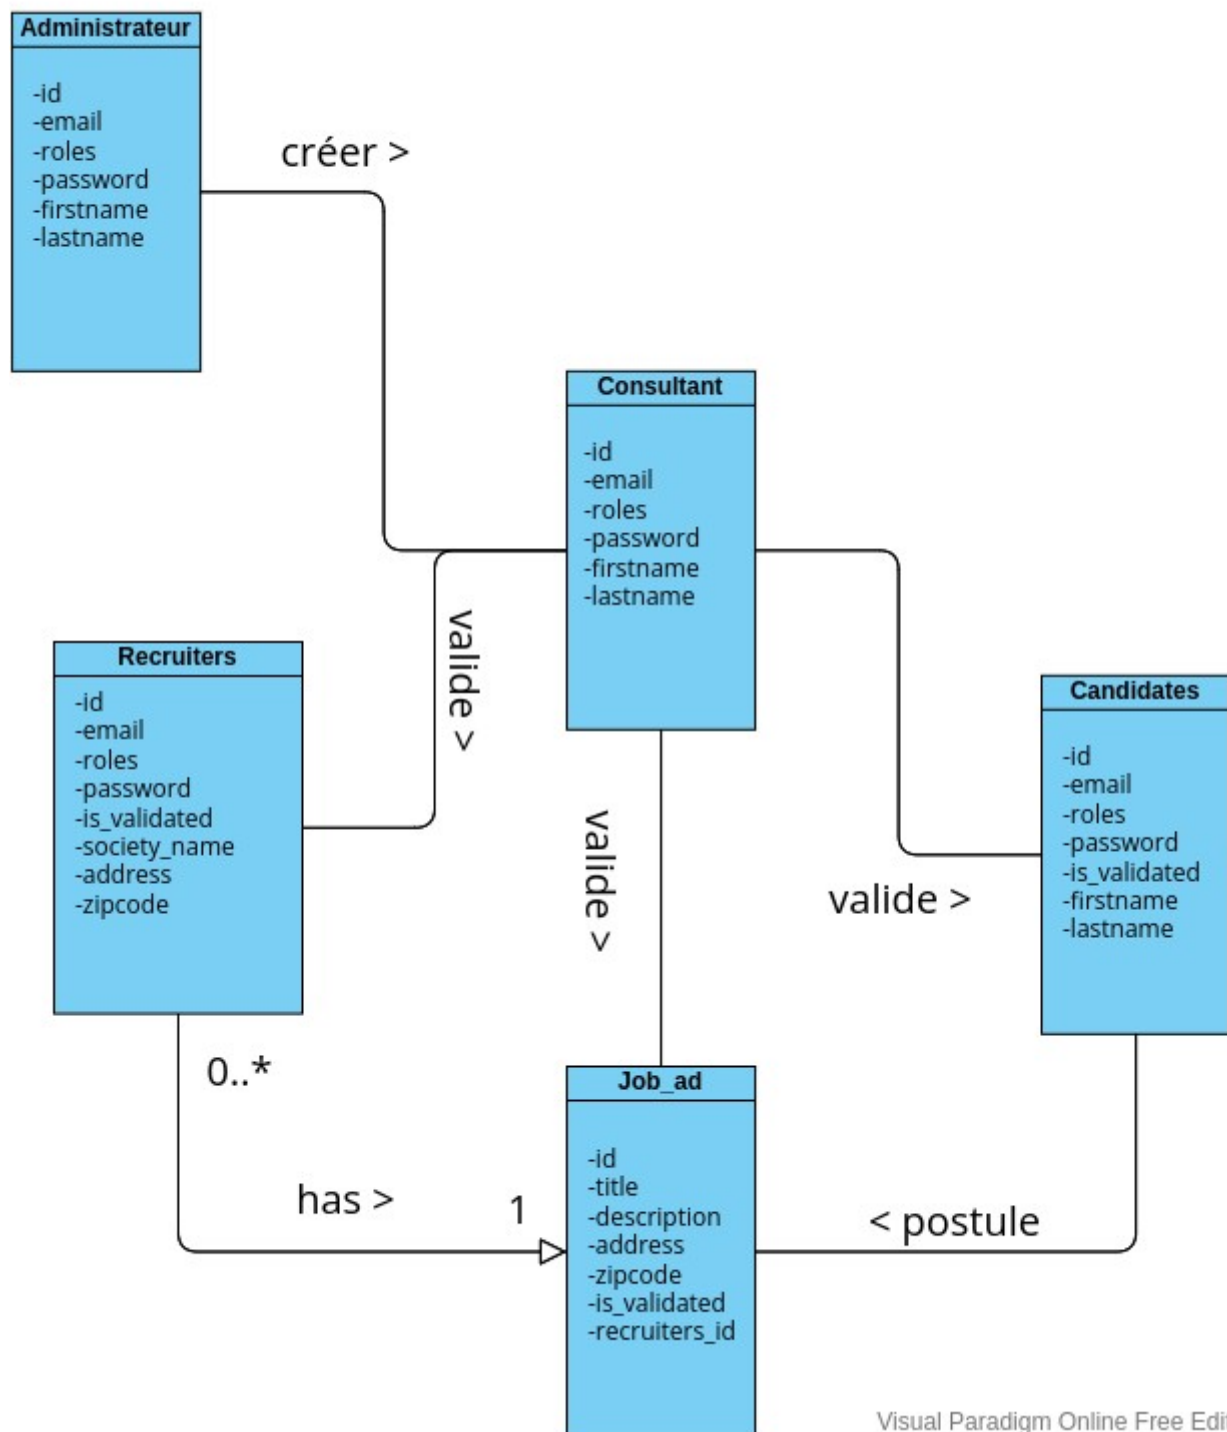 Administrateur
-id
-email
-roles
-password
-firstname
-lastname
créer >
Consultant
-id
-email
-roles
-password
-firstname
-lastname
valide >
Recruiters
-id
-email
-roles
-password
-is_validated
-society_name
-address
-zipcode
valide >
valide >
Candidates
-id
-email
-roles
-password
-is_validated
-firstname
-lastname
0..*
has >
1
Job_ad
-id
-title
-description
-address
-zipcode
-is_validated
-recruiters_id
< postule
Visual Paradigm Online Free Edi